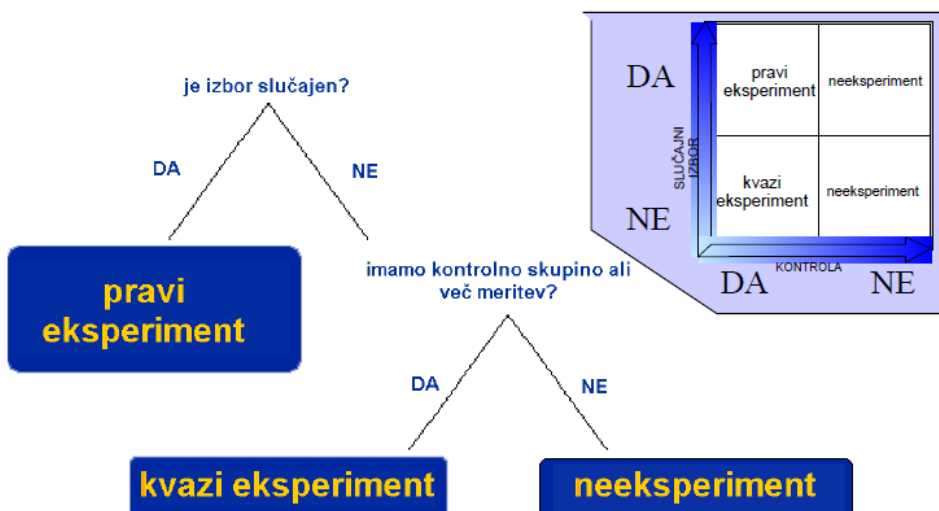 je izbor slučajen?
DA
NE
pravi
eksperiment
imamo kontrolno skupino ali
več meritev?
DA
NE
kvazi eksperiment
neeksperiment
DA
NE
SLUČAJNI
IZBOR
pravi
eksperiment
neeksperiment
kvazi
eksperiment
neeksperiment
KONTROLA
DA
NE